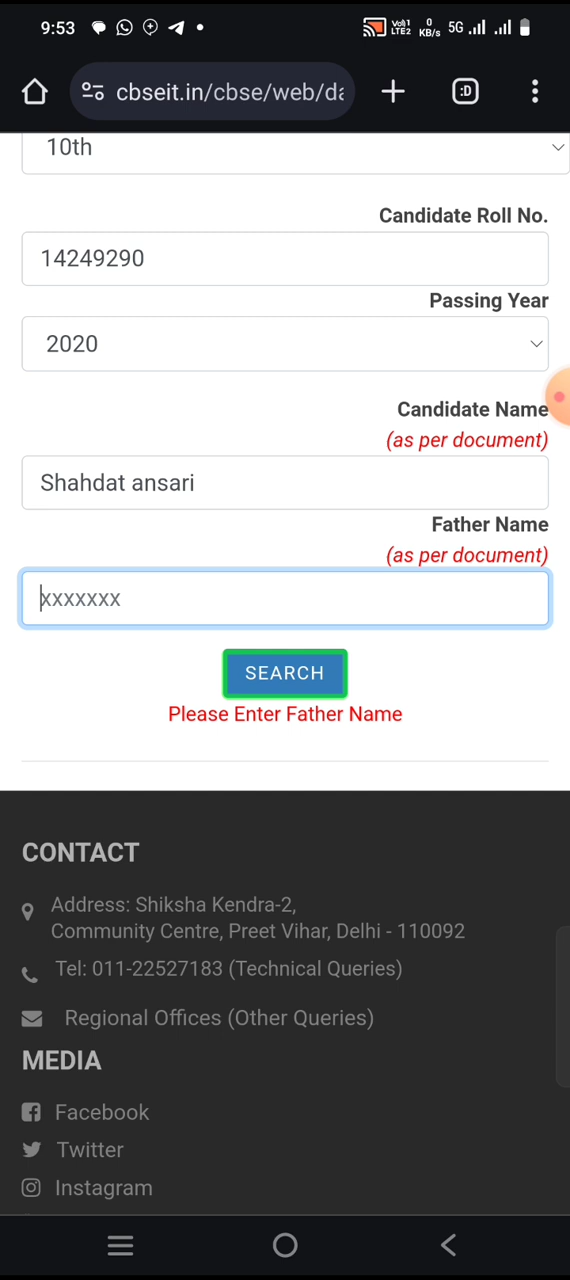 9:53
Vo)) 1
LTE2
0
KB/s
5G
cbseit.in/cbse/web/da
:D
10th
Candidate Roll No.
14249290
Passing Year
2020
Candidate Name
(as per document)
Shahdat ansari
Father Name
(as per document)
xxxxxxx
SEARCH
Please Enter Father Name
CONTACT
Address: Shiksha Kendra-2,
Community Centre, Preet Vihar, Delhi - 110092
Tel: 011-22527183 (Technical Queries)
Regional Offices (Other Queries)
MEDIA
Facebook
Twitter
Instagram